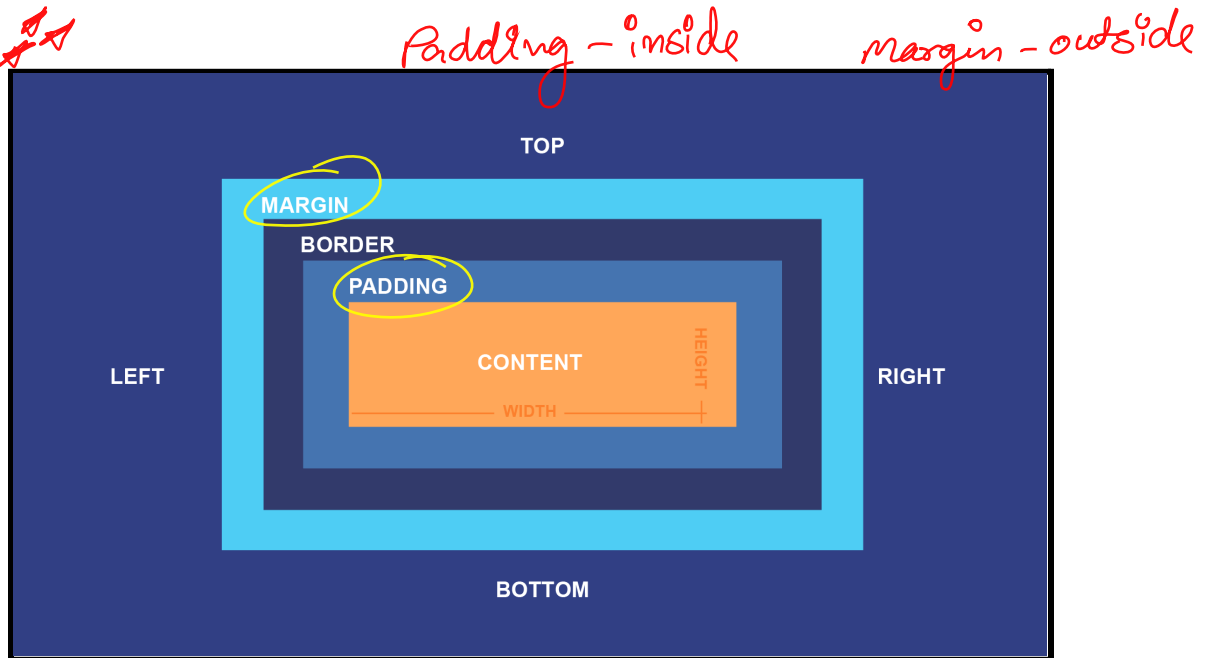 Padding - inside
Margin - outside
TOP
MARGIN
BORDER
PADDING
HEIGHT
CONTENT
LEFT
RIGHT
WIDTH
BOTTOM